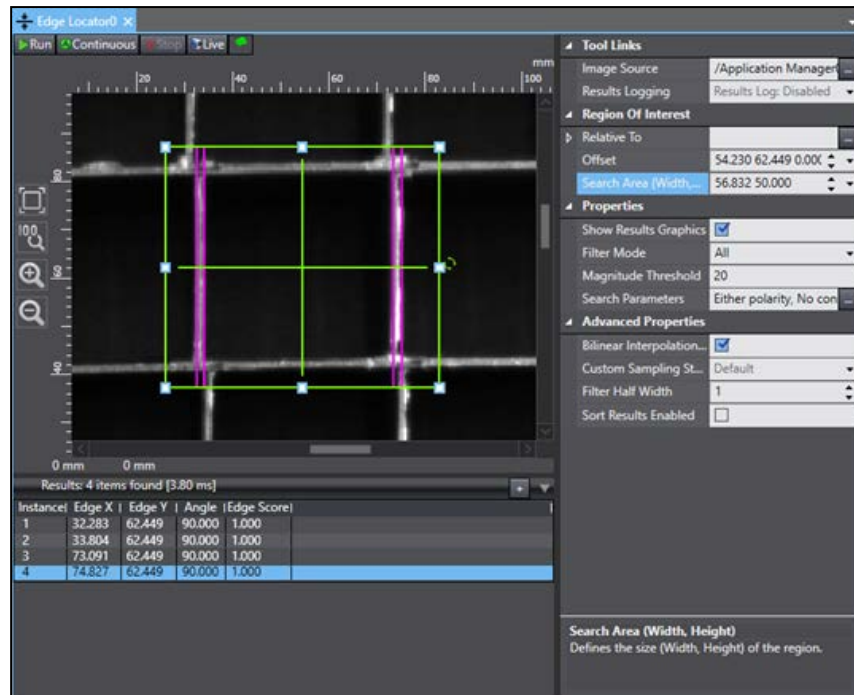 Edge Locator0 ×
Run Continuous Stop Live
mm
20 40 60 80 100
80
60
40
100
0 mm 0 mm
Results: 4 items found [3.80 ms]
Instance Edge X Edge Y Angle Edge Score
1 32.283 62.449 90.000 1.000
2 33.804 62.449 90.000 1.000
3 73.091 62.449 90.000 1.000
4 74.827 62.449 90.000 1.000
Tool Links
Image Source /Application Manager ...
Results Logging Results Log: Disabled
Region Of Interest
Relative To ...
Offset 54.230 62.449 0.00
Search Area (Width,... 56.832 50.000
Properties
Show Results Graphics
Filter Mode All
Magnitude Threshold 20
Search Parameters Either polarity, No con ...
Advanced Properties
Bilinear Interpolation...
Custom Sampling St... Default
Filter Half Width 1
Sort Results Enabled
Search Area (Width, Height)
Defines the size (Width, Height) of the region.